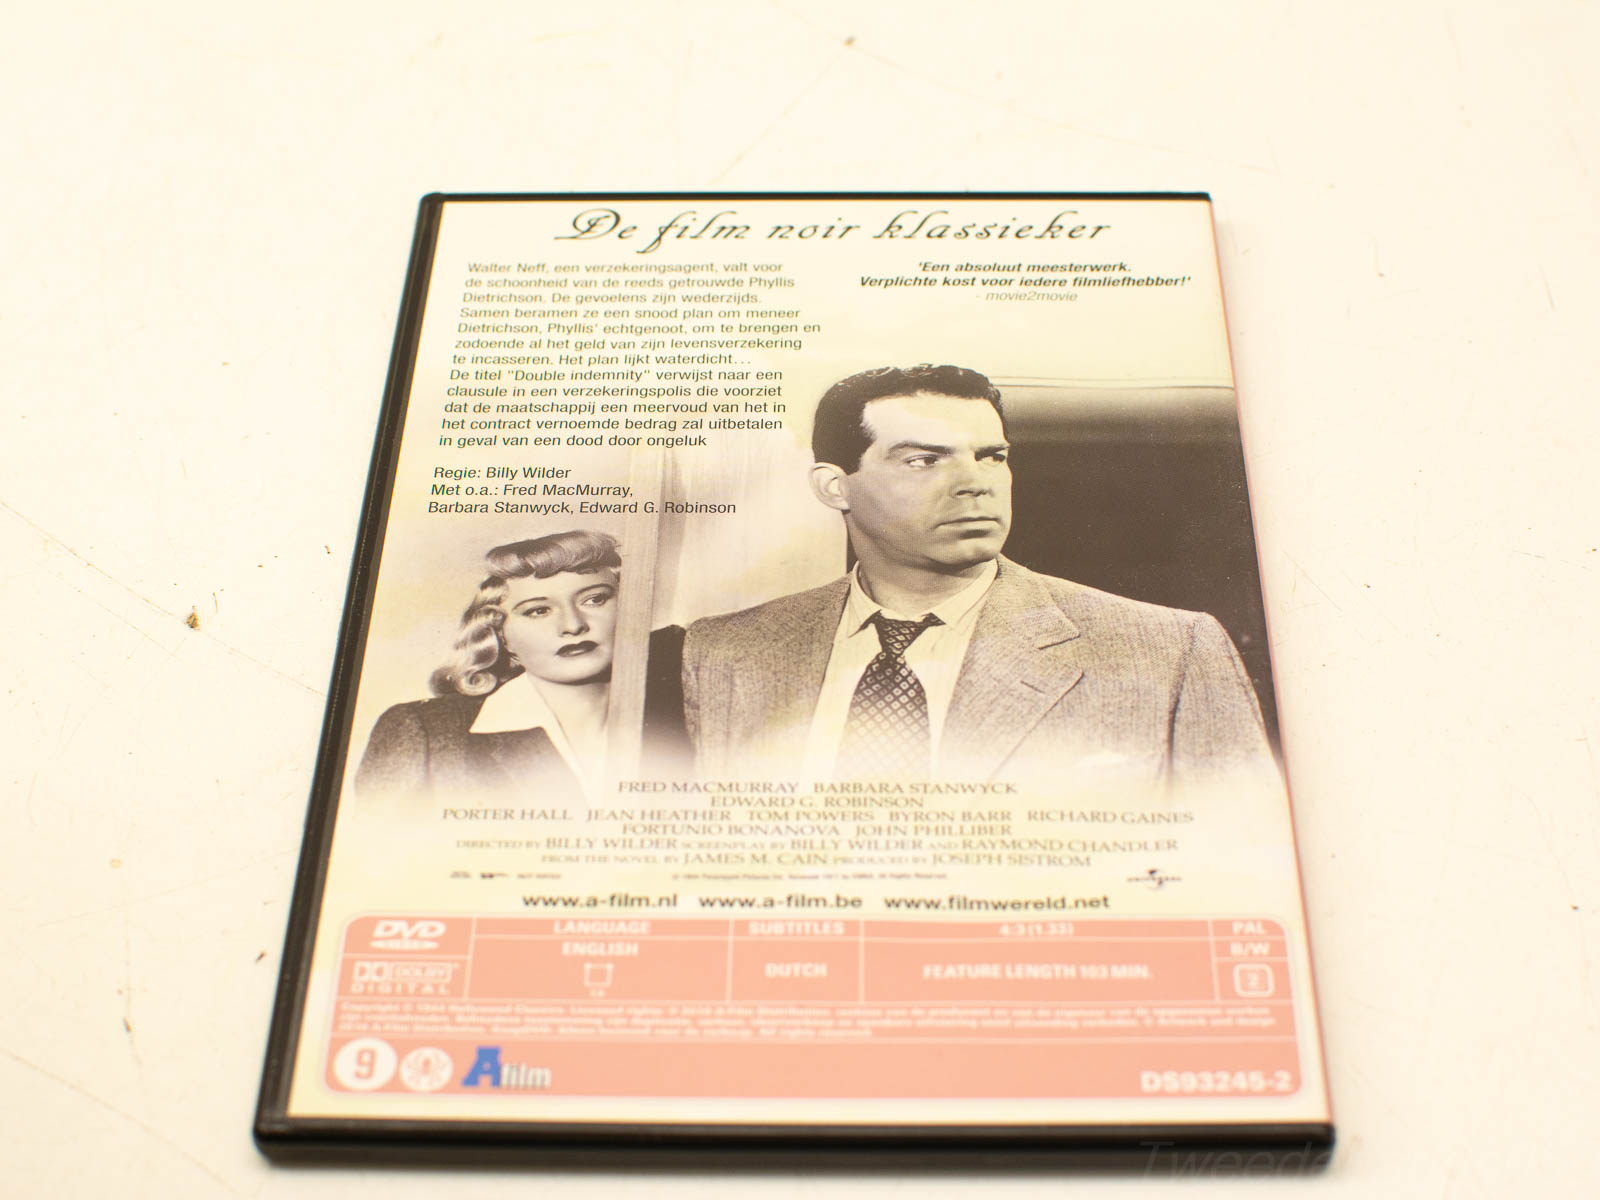 De film noir klassieker
Walter Neff, een verzekeringsagent, valt voor
de schoonheid van de reeds getrouwde Phyllis
Dietrichson. De gevoelens zijn wederzijds.
Samen beramen ze een snood plan om meneer
Dietrichson, Phyllis' echtgenoot, om te brengen en
zodoende al het geld van zijn levensverzekering
te incasseren. Het plan lijkt waterdicht...
De titel "Double indemnity" verwijst naar een
clausule in een verzekeringspolis die voorziet
dat de maatschappij een meervoud van het in
het contract vernoemde bedrag zal uitbetalen
in geval van een dood door ongeluk
Regie: Billy Wilder
Met o.a.: Fred MacMurray,
Barbara Stanwyck, Edward G. Robinson
'Een absoluut meesterwerk.
Verplichte kost voor iedere filmliefhebber!'
- movie2movie
FRED MACMURRAY BARBARA STANWYCK
EDWARD G. ROBINSON
PORTER HALL JEAN HEATHER TOM POWERS BYRON BARR RICHARD GAINES
FORTUNIO BONANOVA JOHN PHILLIBER
DIRECTED BY BILLY WILDER SCREENPLAY BY BILLY WILDER AND RAYMOND CHANDLER
FROM THE NOVEL BY JAMES M. CAIN PRODUCED BY JOSEPH SISTROM
www.a-film.nl www.a-film.be www.filmwereld.net
DVD
LANGUAGE
SUBTITLES
4:3 (1.33)
PAL
ENGLISH
B/W
DOLBY
DIGITAL
DUTCH
FEATURE LENGTH 103 MIN.
2
9
A film
DS93245-2